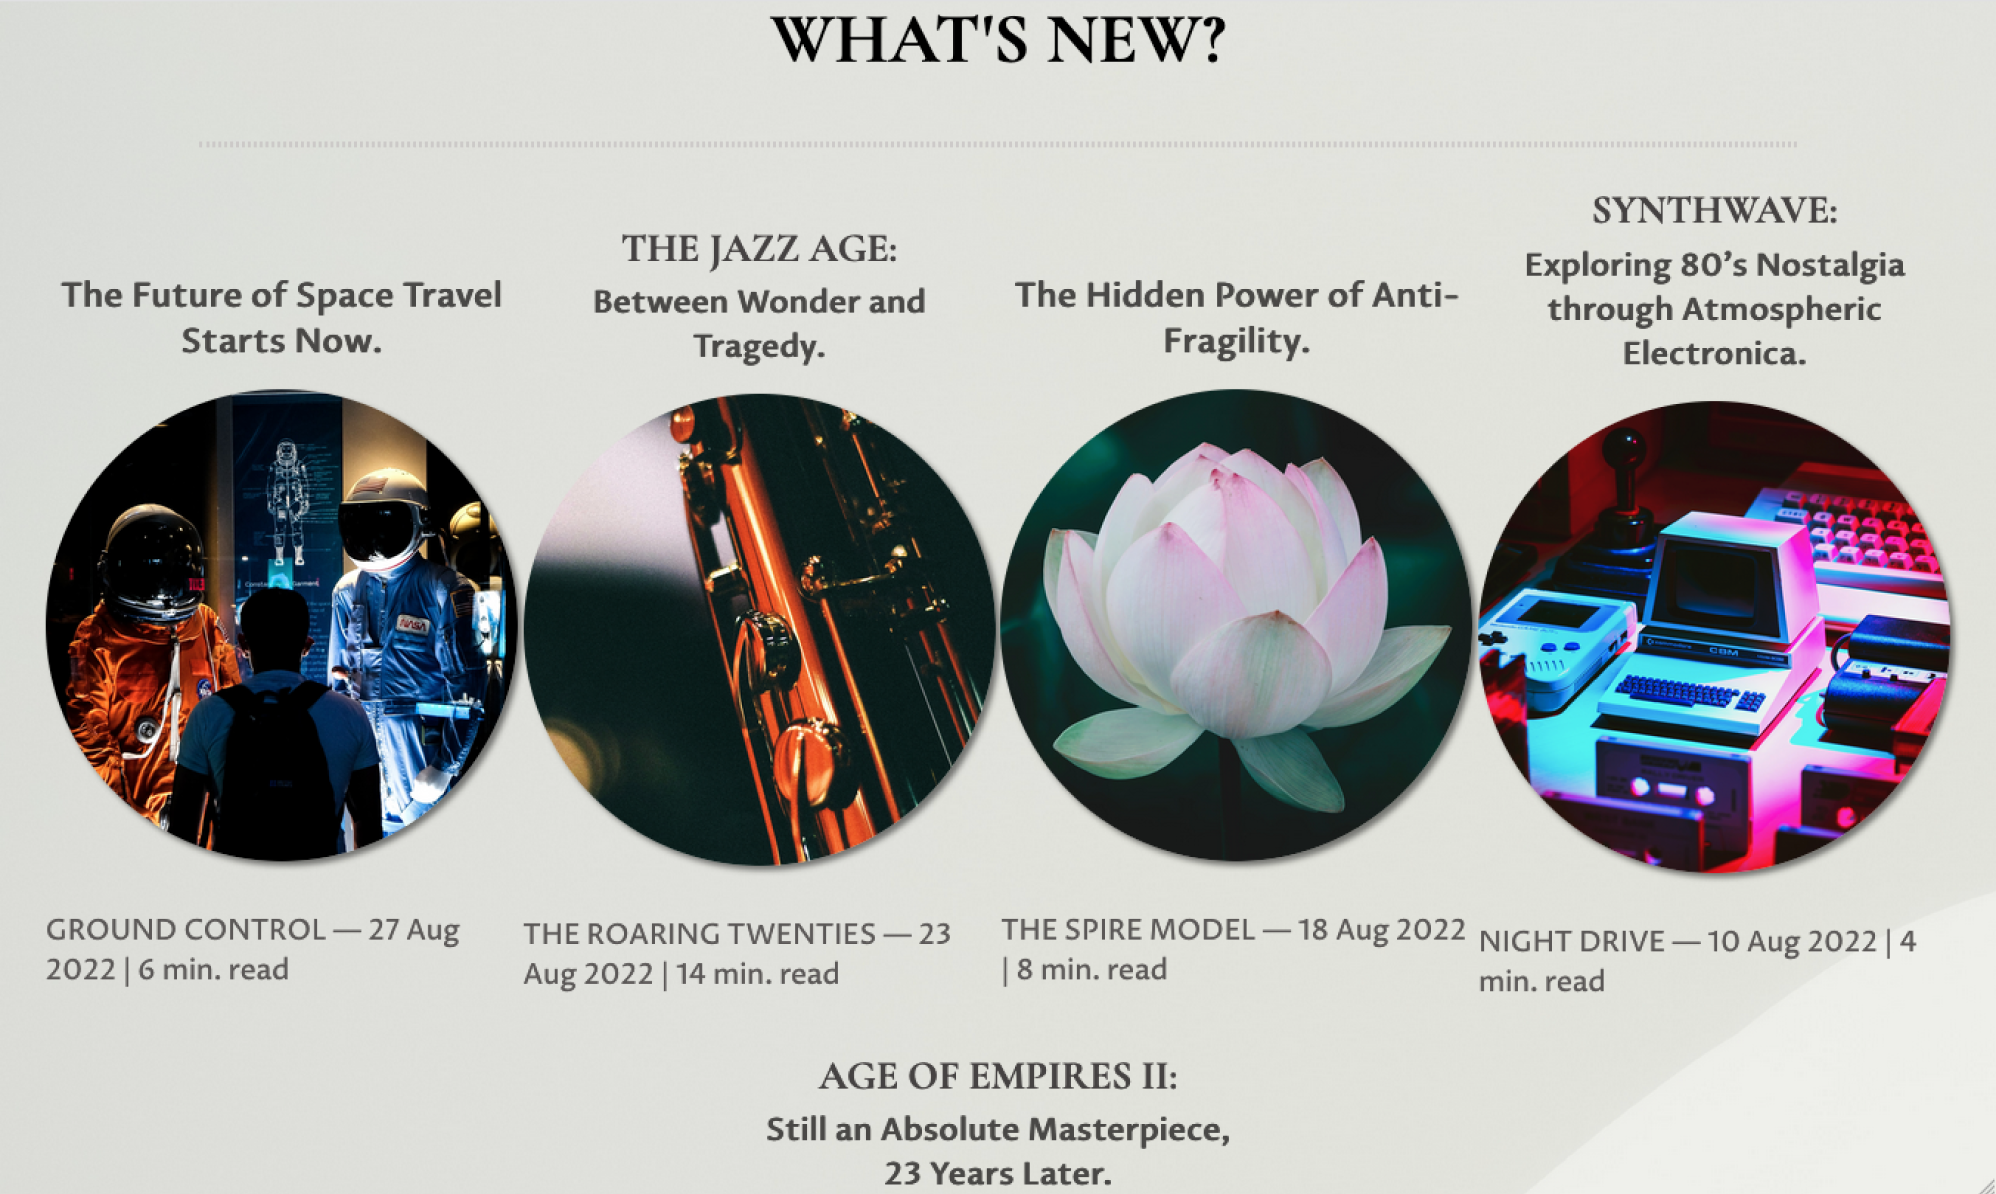 WHAT'S NEW?
The Future of Space Travel
Starts Now.
THE JAZZ AGE:
Between Wonder and
Tragedy.
The Hidden Power of Anti-
Fragility.
SYNTHWAVE:
Exploring 80's Nostalgia
through Atmospheric
Electronica.
NASA
CBM
GROUND CONTROL — 27 Aug
2022 | 6 min. read
THE ROARING TWENTIES — 23
Aug 2022 | 14 min. read
THE SPIRE MODEL — 18 Aug 2022
| 8 min. read
NIGHT DRIVE — 10 Aug 2022 | 4
min. read
AGE OF EMPIRES II:
Still an Absolute Masterpiece,
23 Years Later.